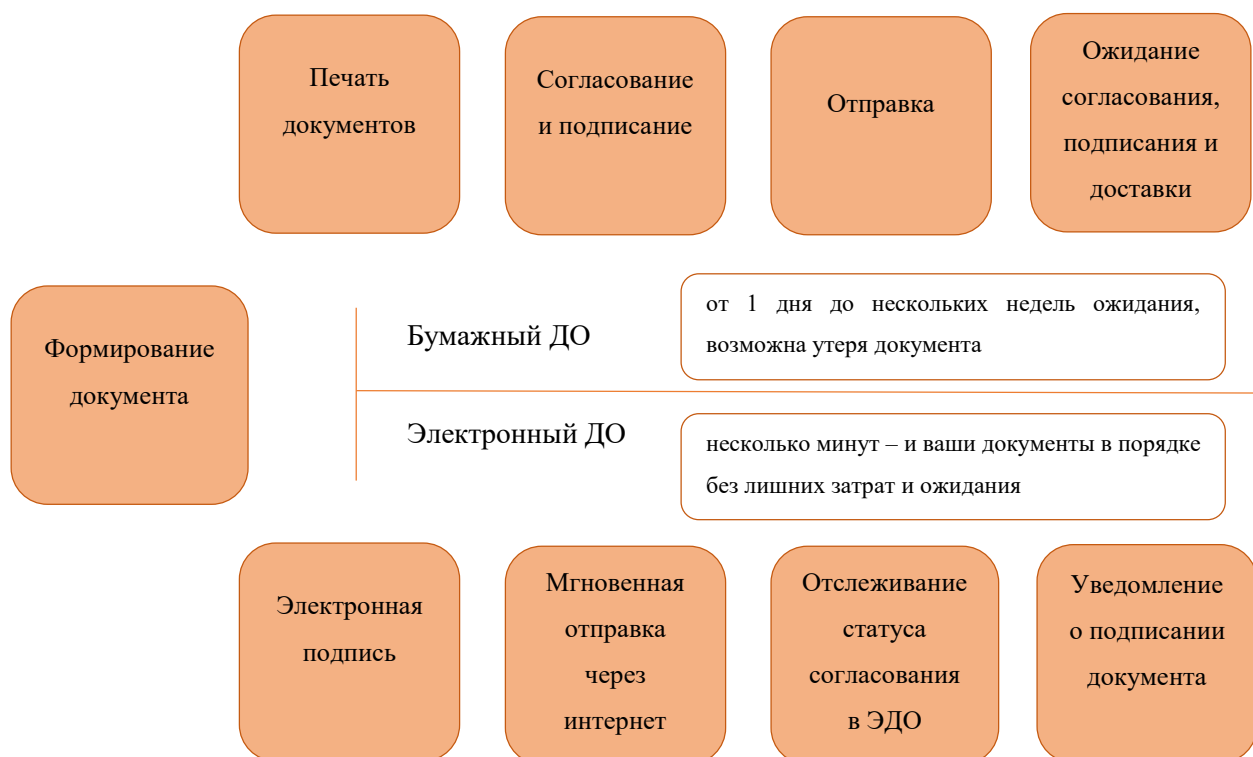 Печать
документов
Согласование
и подписание
Отправка
Ожидание
согласования,
подписания и
доставки
Формирование
документа
Бумажный ДО
от 1 дня до нескольких недель ожидания,
возможна утеря документа
Электронный ДО
несколько минут – и ваши документы в порядке
без лишних затрат и ожидания
Электронная
подпись
Мгновенная
отправка
через
интернет
Отслеживание
статуса
согласования
в ЭДО
Уведомление
о подписании
документа